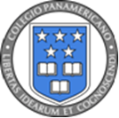 • COLEGIO PANAMERICANO •
LIBERTAS IDEARUM ET COGNOSCENDI